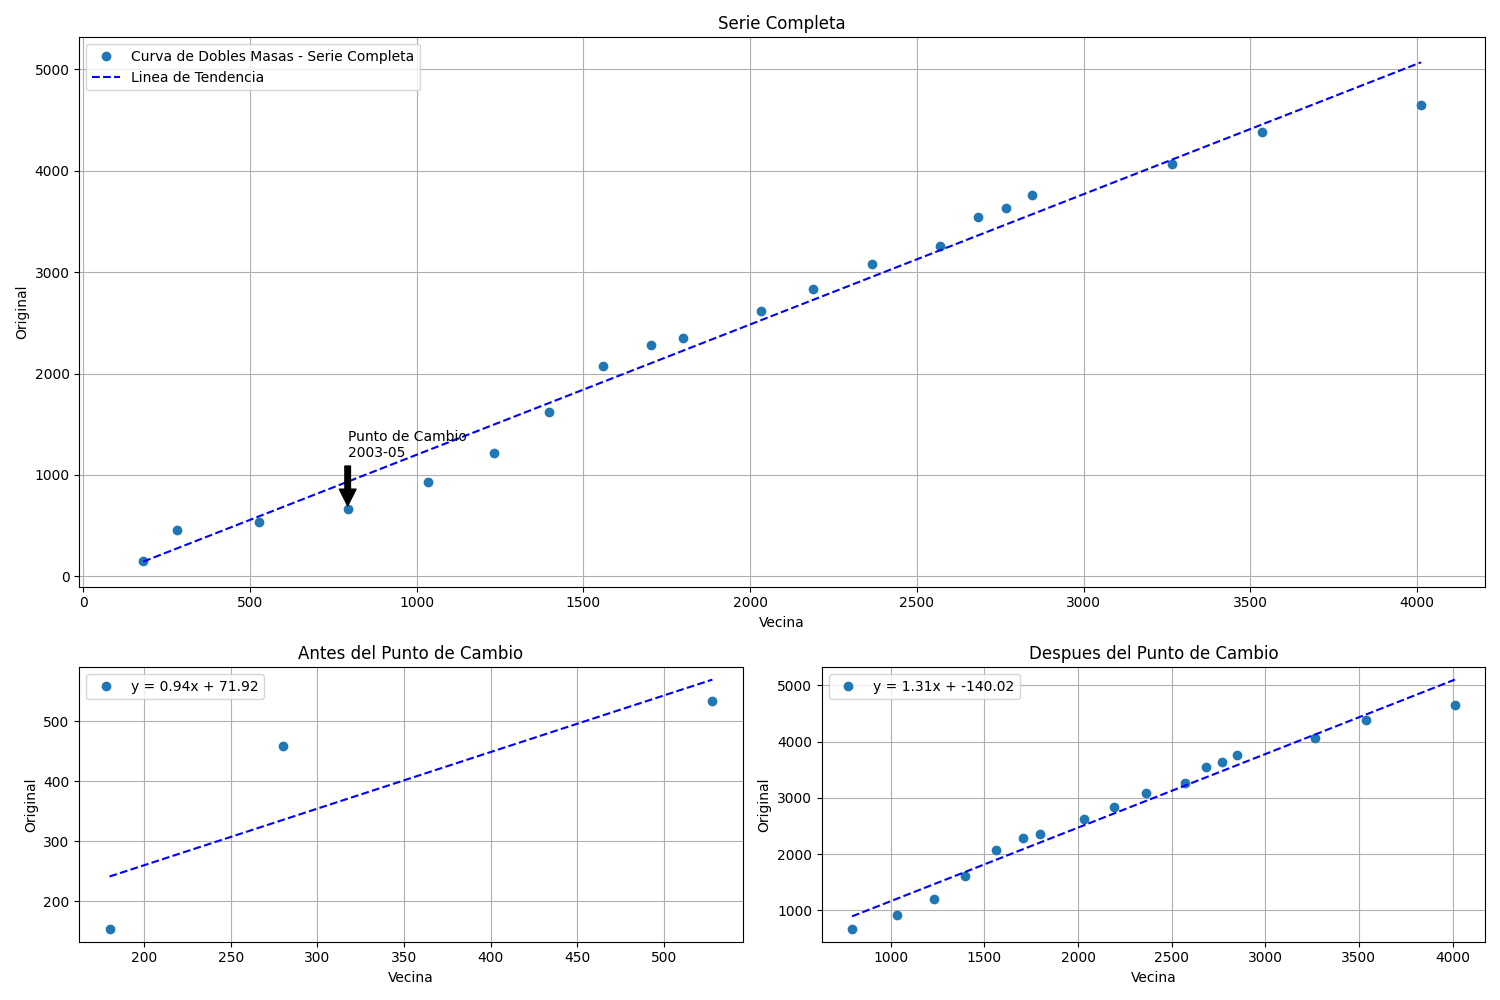 Serie Completa
Curva de Dobles Masas - Serie Completa
Linea de Tendencia
5000
4000
3000
2000
1000
0
Original
Punto de Cambio
2003-05
0 500 1000 1500 2000 2500 3000 3500 4000
Vecina
Antes del Punto de Cambio
y = 0.94x + 71.92
500
400
300
200
Original
200 250 300 350 400 450 500
Vecina
Despues del Punto de Cambio
y = 1.31x + -140.02
5000
4000
3000
2000
1000
Original
1000 1500 2000 2500 3000 3500 4000
Vecina